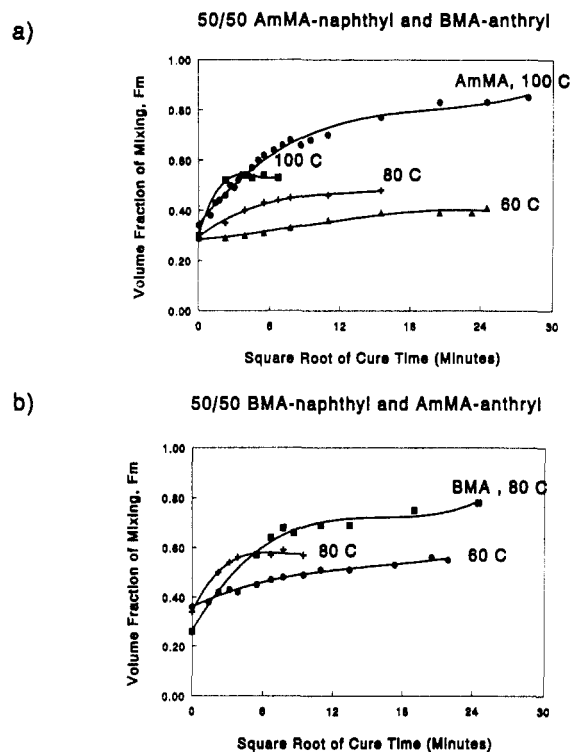 a)
50/50 AmMA-naphthyl and BMA-anthryl
AmMA, 100 C
100 C
80 C
60 C
Volume Fraction of Mixing, Fm
1.00
0.80
0.60
0.40
0.20
0.00
0 6 12 18 24 30
Square Root of Cure Time (Minutes)
b)
50/50 BMA-naphthyl and AmMA-anthryl
BMA , 80 C
80 C
60 C
Volume Fraction of Mixing, Fm
1.00
0.80
0.60
0.40
0.20
0.00
0 6 12 18 24 30
Square Root of Cure Time (Minutes)